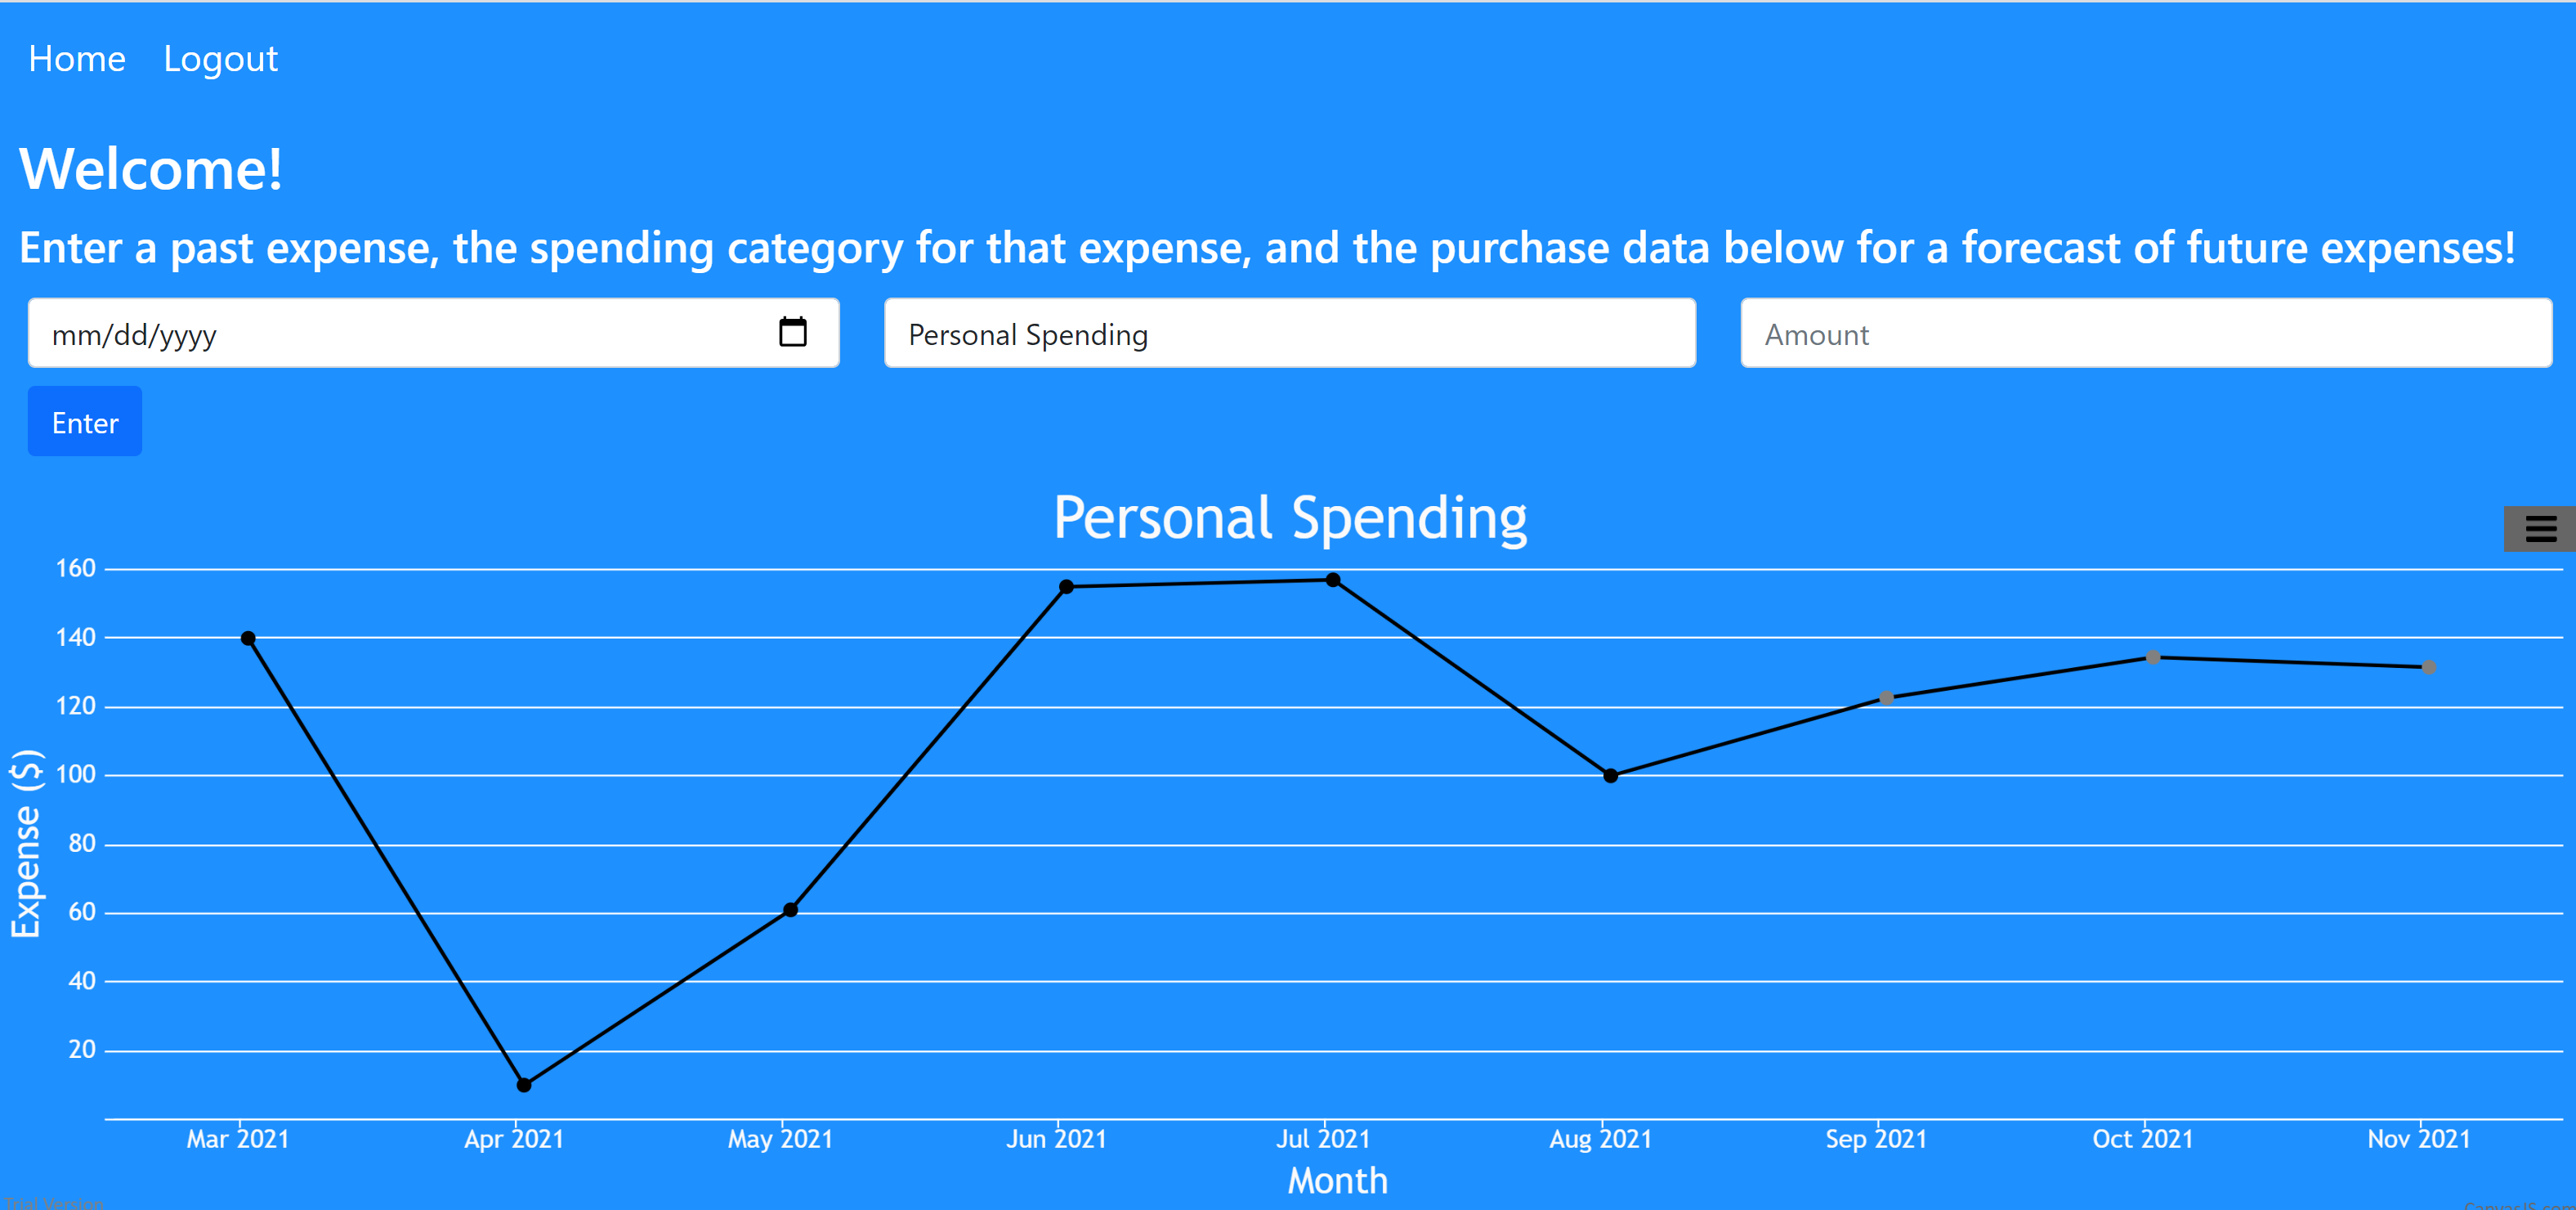 Home Logout
Welcome!
Enter a past expense, the spending category for that expense, and the purchase data below for a forecast of future expenses!
mm/dd/yyyy Personal Spending Amount
Enter
Personal Spending
160
140
120
100
80
60
40
20
Expense ($)
Mar 2021 Apr 2021 May 2021 Jun 2021 Jul 2021 Aug 2021 Sep 2021 Oct 2021 Nov 2021
Month
Trial Version CanvasJS.com